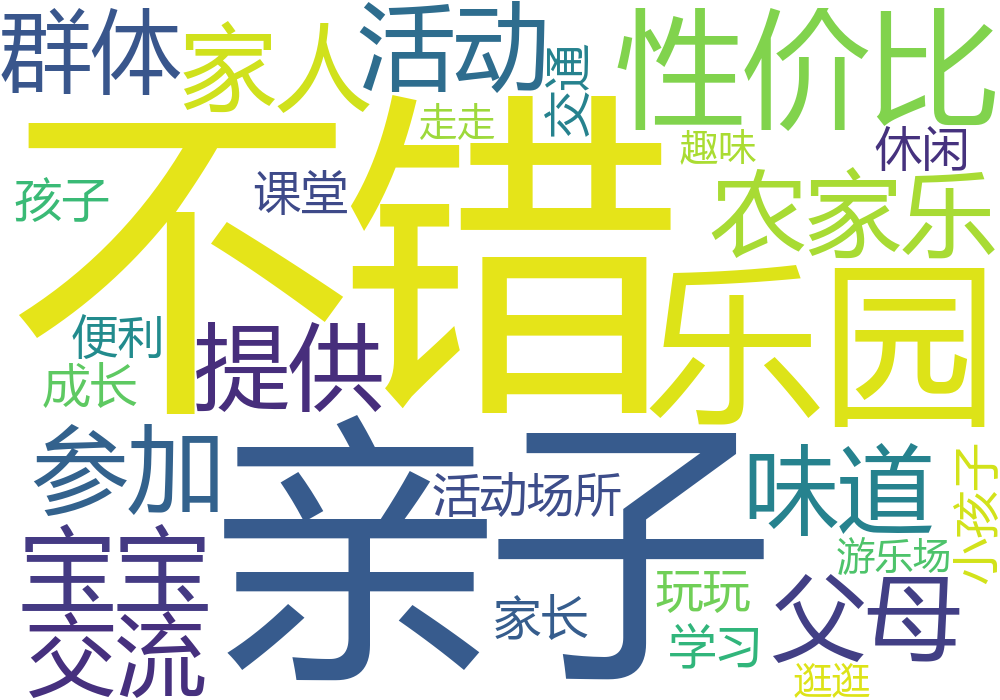 群体
家人
活动
交通
性价比
走走
趣味
休闲
不错
孩子
课堂
农家乐
乐园
便利
提供
成长
亲子
参加
活动场所
味道
小孩子
宝宝
游乐场
玩玩
父母
家长
交流
学习
逛逛